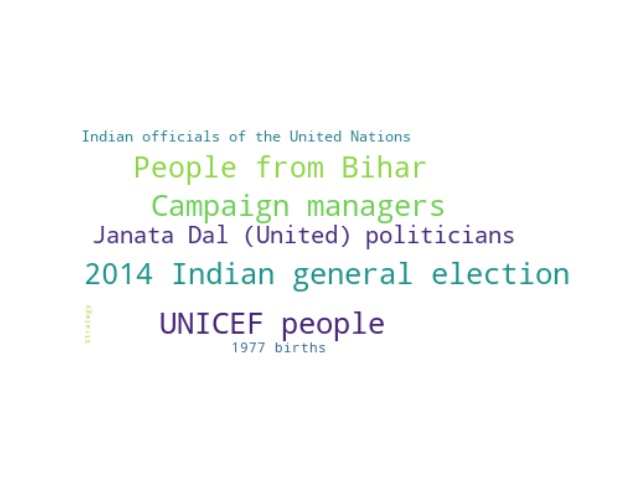 Indian officials of the United Nations
People from Bihar
Campaign managers
Janata Dal (United) politicians
2014 Indian general election
Strategy
UNICEF people
1977 births